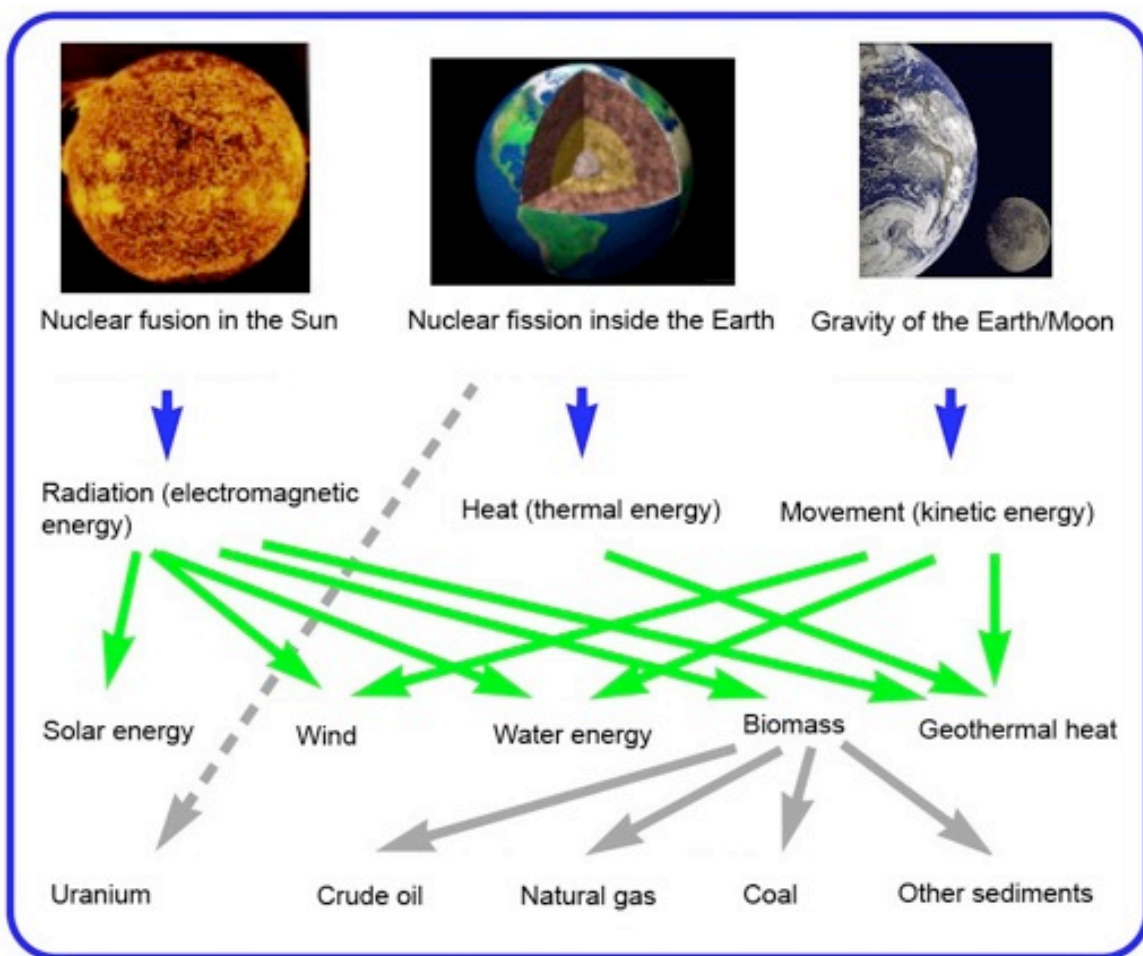 Nuclear fusion in the Sun
Nuclear fission inside the Earth
Gravity of the Earth/Moon
Radiation (electromagnetic
energy)
Heat (thermal energy)
Movement (kinetic energy)
Solar energy
Wind
Water energy
Biomass
Geothermal heat
Uranium
Crude oil
Natural gas
Coal
Other sediments